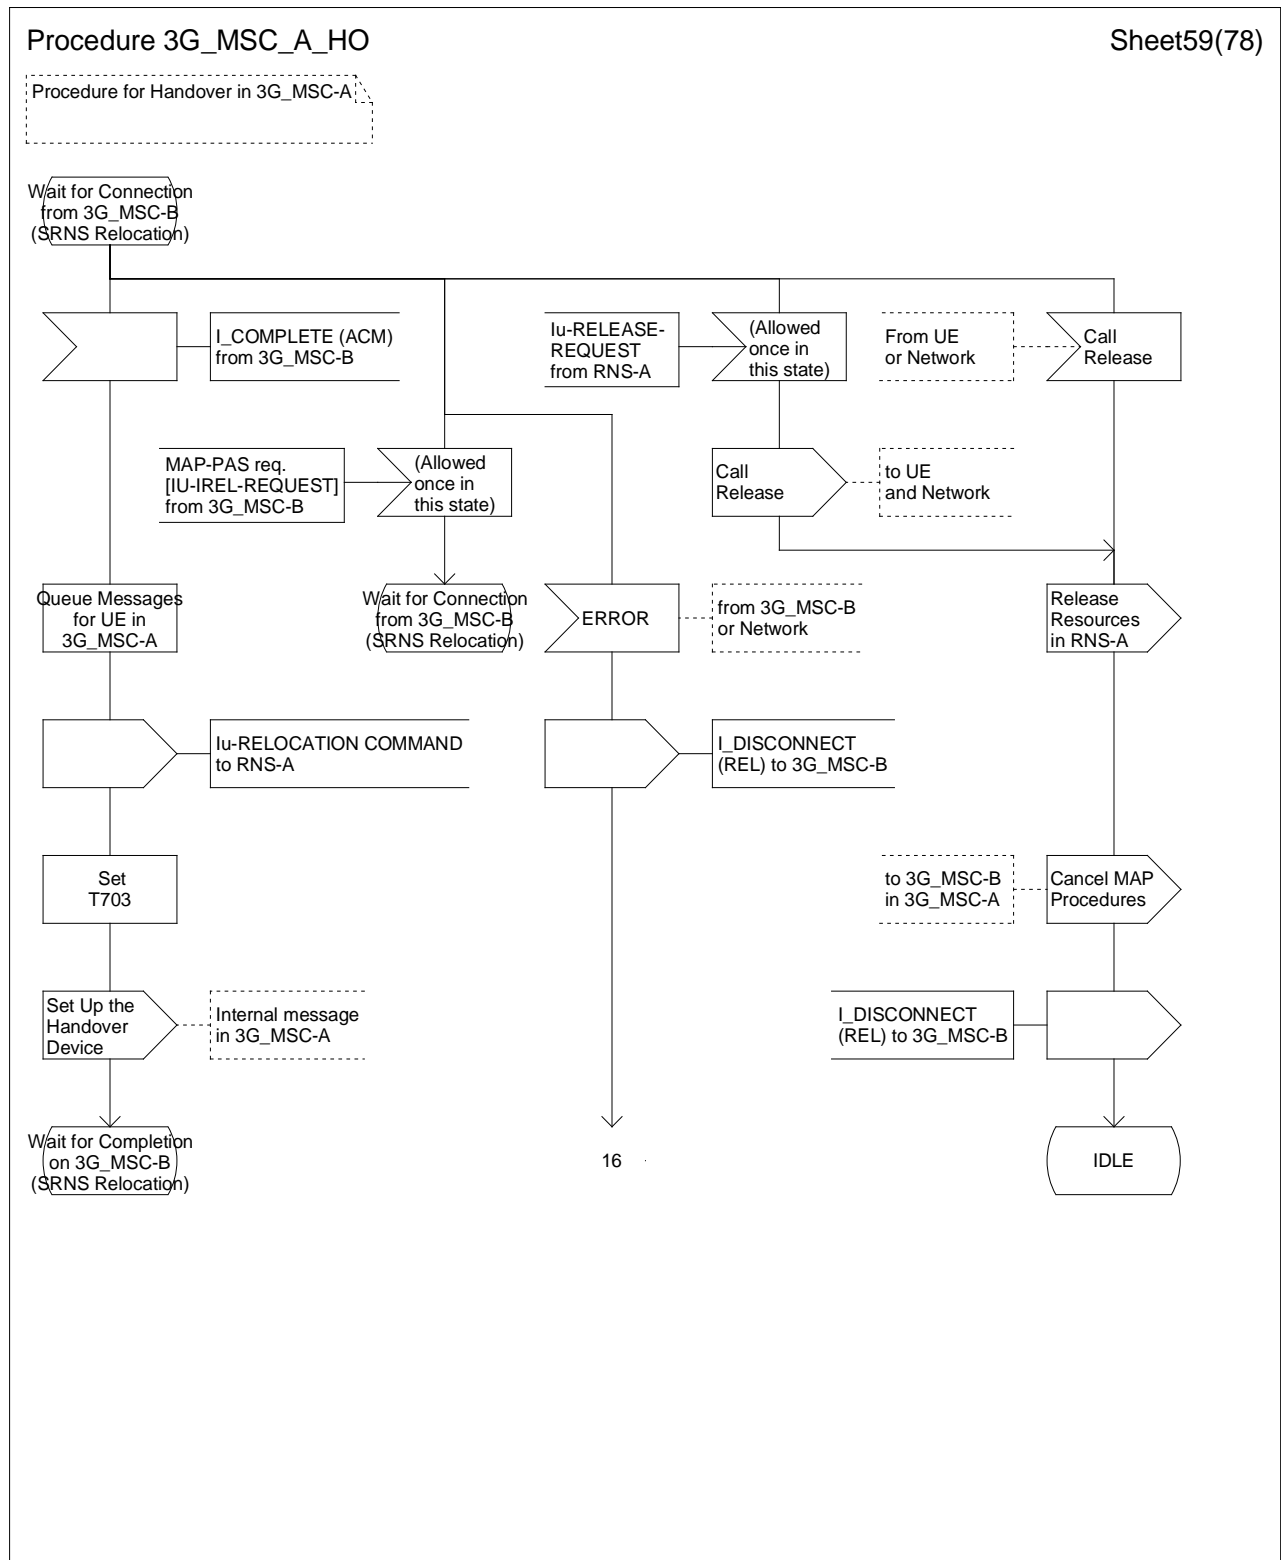 Procedure 3G_MSC_A_HO
Sheet59(78)
Procedure for Handover in 3G_MSC-A
Wait for Connection
from 3G_MSC-B
(SRNS Relocation)
I_COMPLETE (ACM)
from 3G_MSC-B
Iu-RELEASE-
REQUEST
from RNS-A
(Allowed
once in
this state)
From UE
or Network
Call
Release
MAP-PAS req.
[IU-IREL-REQUEST]
from 3G_MSC-B
(Allowed
once in
this state)
Call
Release
to UE
and Network
Queue Messages
for UE in
3G_MSC-A
Wait for Connection
from 3G_MSC-B
(SRNS Relocation)
ERROR
from 3G_MSC-B
or Network
Release
Resources
in RNS-A
Iu-RELOCATION COMMAND
to RNS-A
I_DISCONNECT
(REL) to 3G_MSC-B
Set
T703
to 3G_MSC-B
in 3G_MSC-A
Cancel MAP
Procedures
Set Up the
Handover
Device
Internal message
in 3G_MSC-A
I_DISCONNECT
(REL) to 3G_MSC-B
Wait for Completion
on 3G_MSC-B
(SRNS Relocation)
16
IDLE